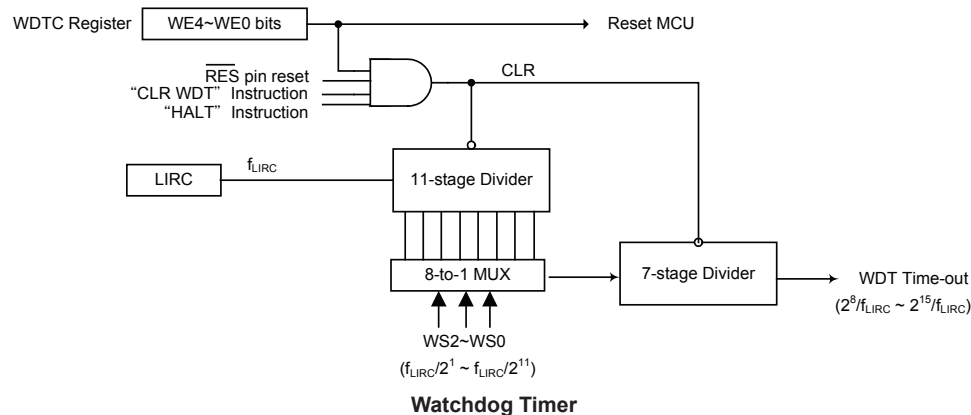 WDTC Register
WE4~WE0 bits
Reset MCU
RES pin reset
“CLR WDT” Instruction
“HALT” Instruction
CLR
LIRC
fLIRC
11-stage Divider
8-to-1 MUX
7-stage Divider
WDT Time-out
(2^8/fLIRC ~ 2^15/fLIRC)
WS2~WS0
(fLIRC/2^1 ~ fLIRC/2^11)
Watchdog Timer